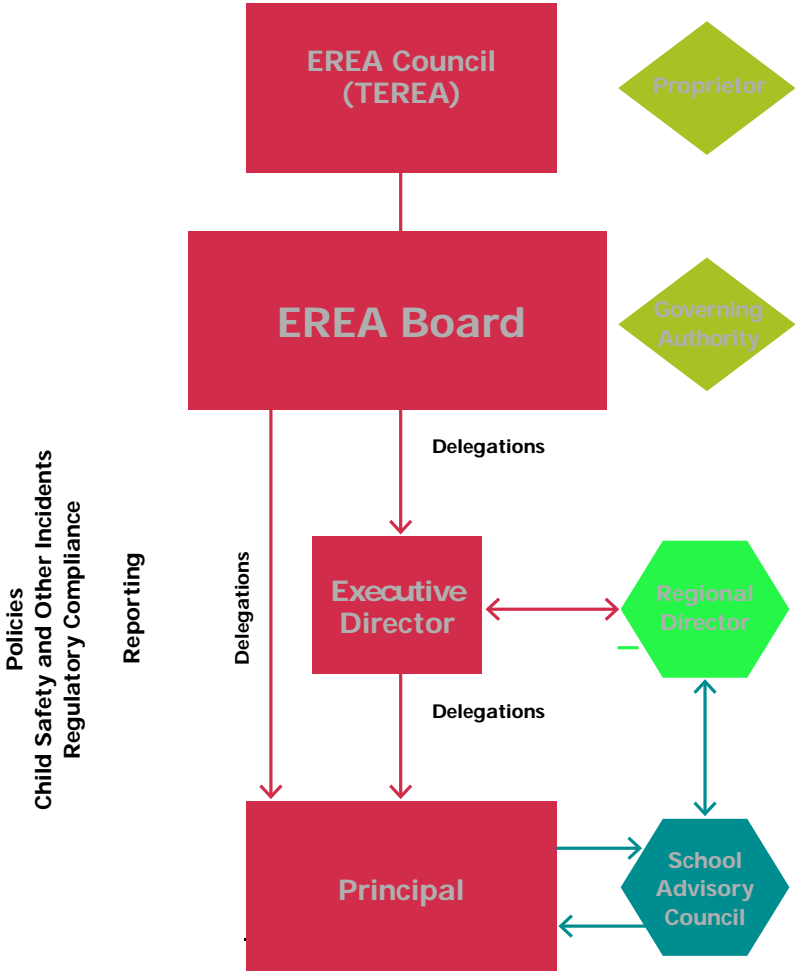 EREA Council
(TEREA)
Proprietor
EREA Board
Governing
Authority
Delegations
Policies
Child Safety and Other Incidents
Regulatory Compliance
Reporting
Delegations
Executive
Director
Regional
Director
Delegations
Principal
School
Advisory
Council